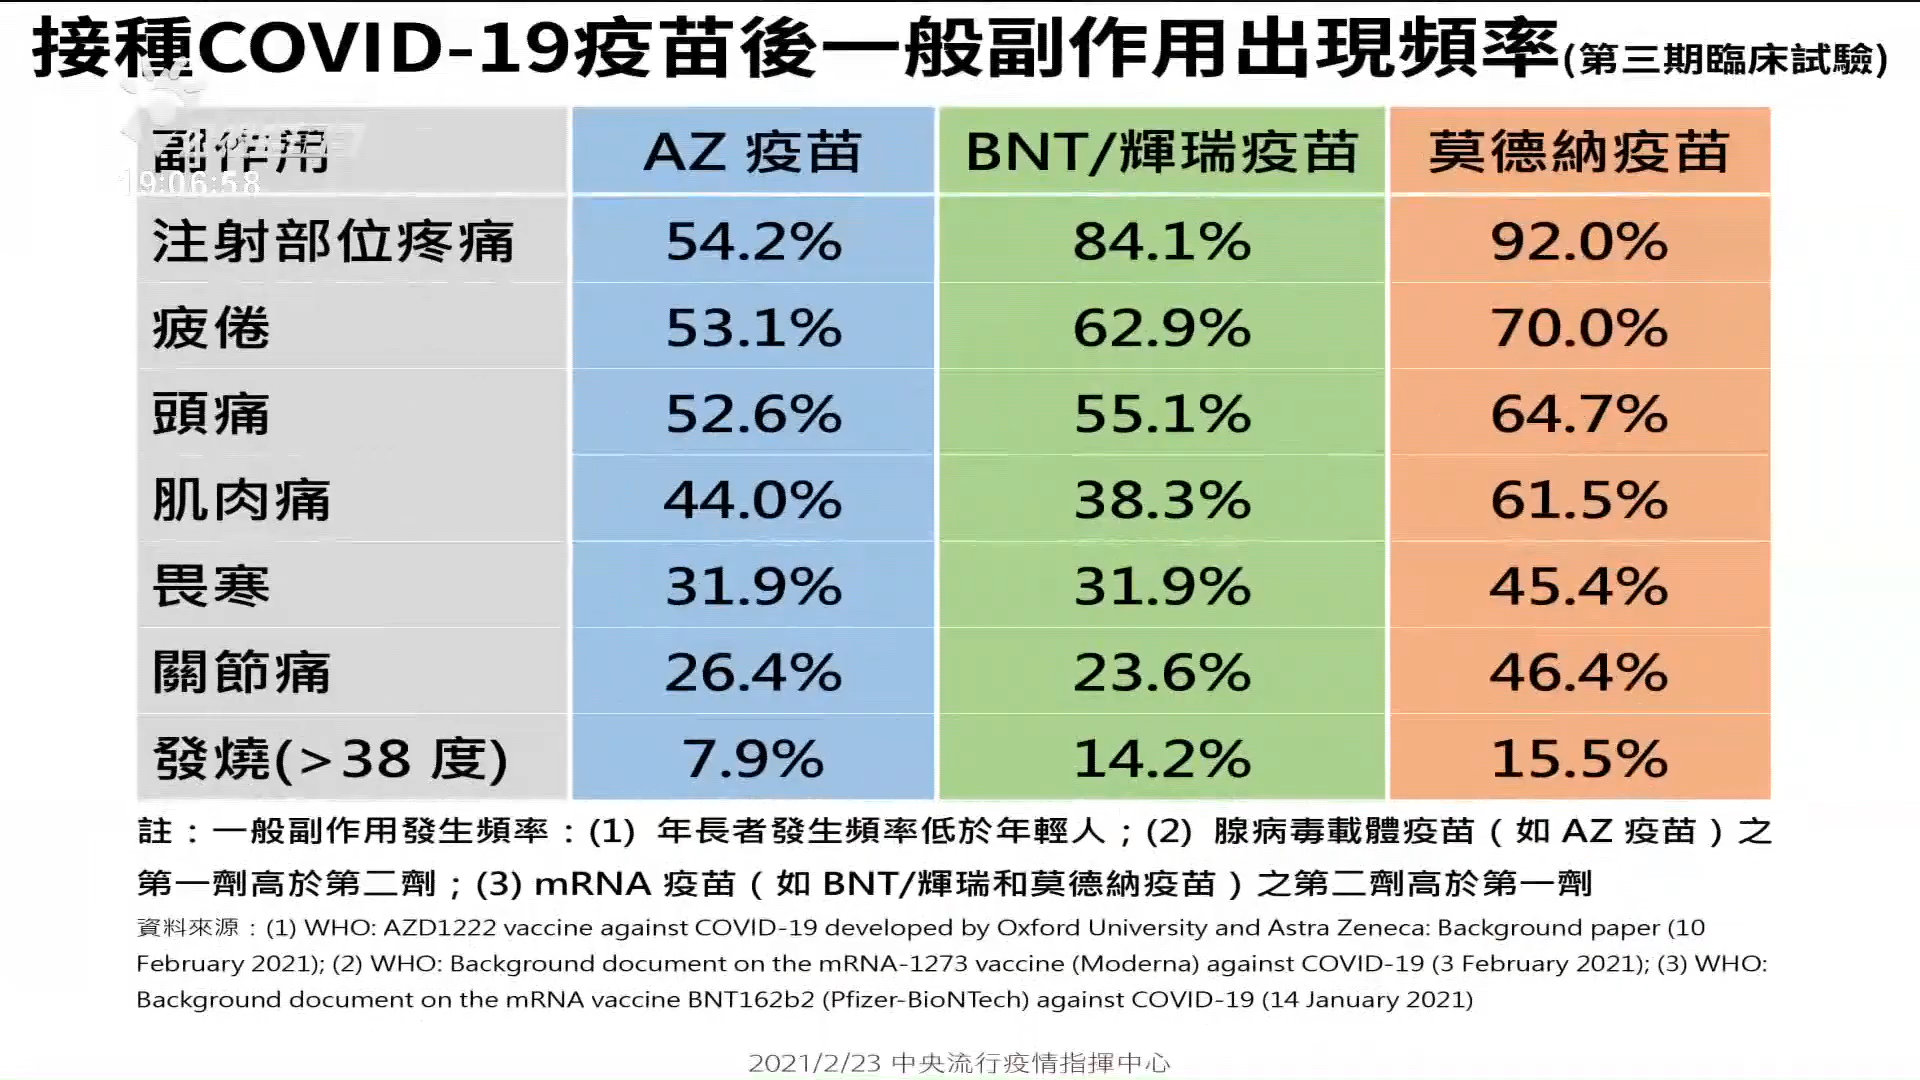 接種COVID-19疫苗後一般副作用出現頻率(第三期臨床試驗)
副作用 AZ 疫苗 BNT/輝瑞疫苗 莫德納疫苗
19:06:58
注射部位疼痛 54.2% 84.1% 92.0%
疲倦 53.1% 62.9% 70.0%
頭痛 52.6% 55.1% 64.7%
肌肉痛 44.0% 38.3% 61.5%
畏寒 31.9% 31.9% 45.4%
關節痛 26.4% 23.6% 46.4%
發燒(>38 度) 7.9% 14.2% 15.5%
註：一般副作用發生頻率：(1) 年長者發生頻率低於年輕人；(2) 腺病毒載體疫苗（如 AZ 疫苗）之
第一劑高於第二劑；(3) mRNA 疫苗（如 BNT/輝瑞和莫德納疫苗）之第二劑高於第一劑
資料來源：(1) WHO: AZD1222 vaccine against COVID-19 developed by Oxford University and Astra Zeneca: Background paper (10
February 2021); (2) WHO: Background document on the mRNA-1273 vaccine (Moderna) against COVID-19 (3 February 2021); (3) WHO:
Background document on the mRNA vaccine BNT162b2 (Pfizer-BioNTech) against COVID-19 (14 January 2021)
2021/2/23 中央流行疫情指揮中心